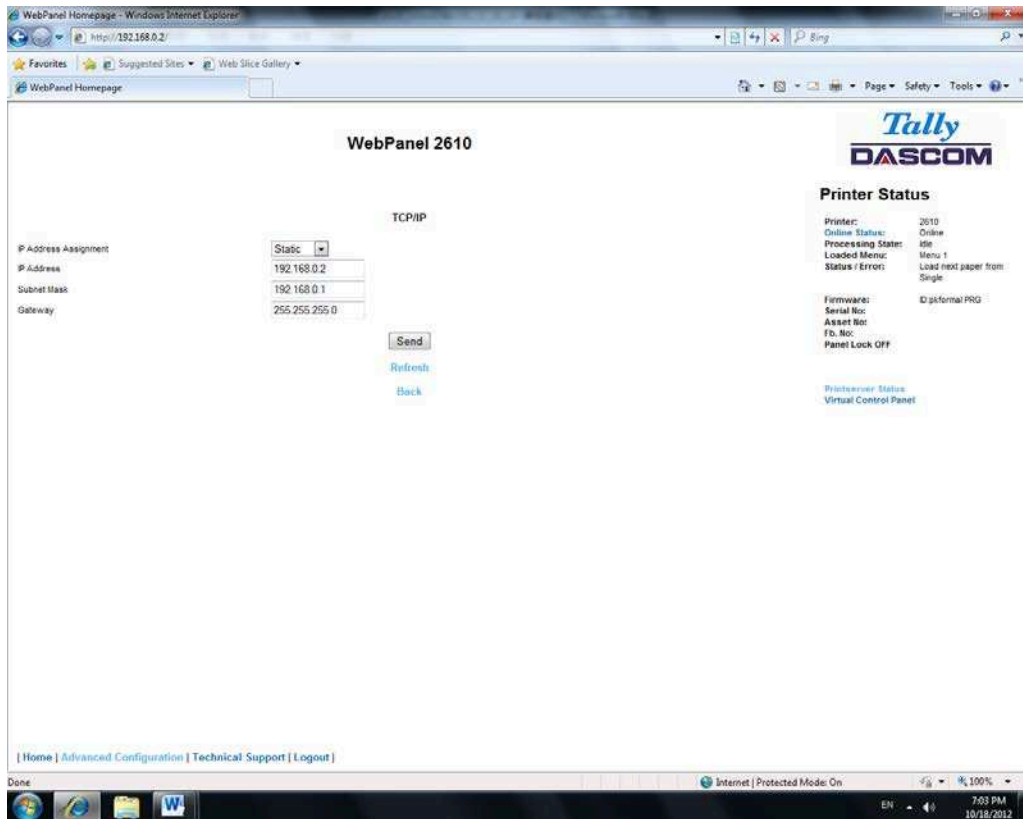 WebPanel Homepage - Windows Internet Explorer
http://192.168.0.2/
Bing
Favorites Suggested Sites Web Slice Gallery
WebPanel Homepage
Page Safety Tools
WebPanel 2610
Tally
DASCOM
TCP/IP
IP Address Assignment Static
IP Address 192.168.0.2
Subnet Mask 192.168.0.1
Gateway 255.255.255.0
Send
Refresh
Back
Printer Status
Printer: 2610
Online Status: Online
Processing State: Idle
Loaded Menu: Menu 1
Status / Error: Load next paper from
Single
Firmware: ID:pkformal PRG
Serial No:
Asset No:
Fb. No:
Panel Lock OFF
Printserver Status
Virtual Control Panel
| Home | Advanced Configuration | Technical Support | Logout |
Done Internet | Protected Mode: On 100%
W
EN 7:03 PM
10/18/2012